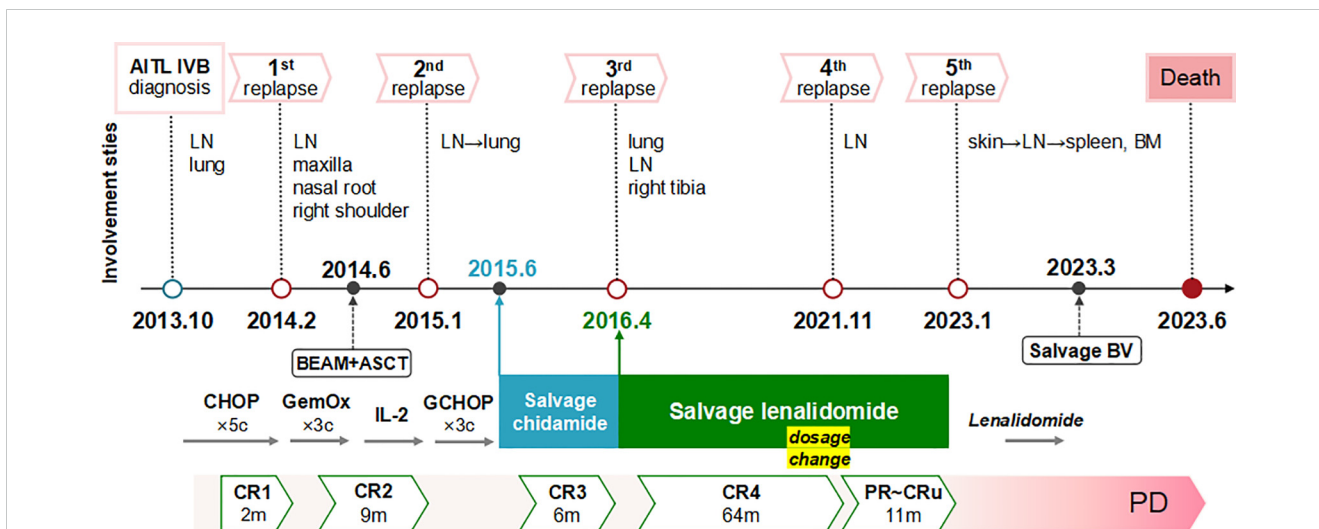 AITL IVB
diagnosis
1st
replapse
2nd
replapse
3rd
replapse
4th
replapse
5th
replapse
Death
Involvement sties
LN
lung
LN
maxilla
nasal root
right shoulder
LN→lung
lung
LN
right tibia
LN
skin→LN→spleen, BM
2014.6
2015.6
2023.3
2013.10
2014.2
2015.1
2016.4
2021.11
2023.1
2023.6
BEAM+ASCT
Salvage BV
CHOP
×5c
GemOx
×3c
IL-2
GCHOP
×3c
Salvage
chidamide
Salvage lenalidomide
dosage
change
Lenalidomide
CR1
2m
CR2
9m
CR3
6m
CR4
64m
PR~CRu
11m
PD